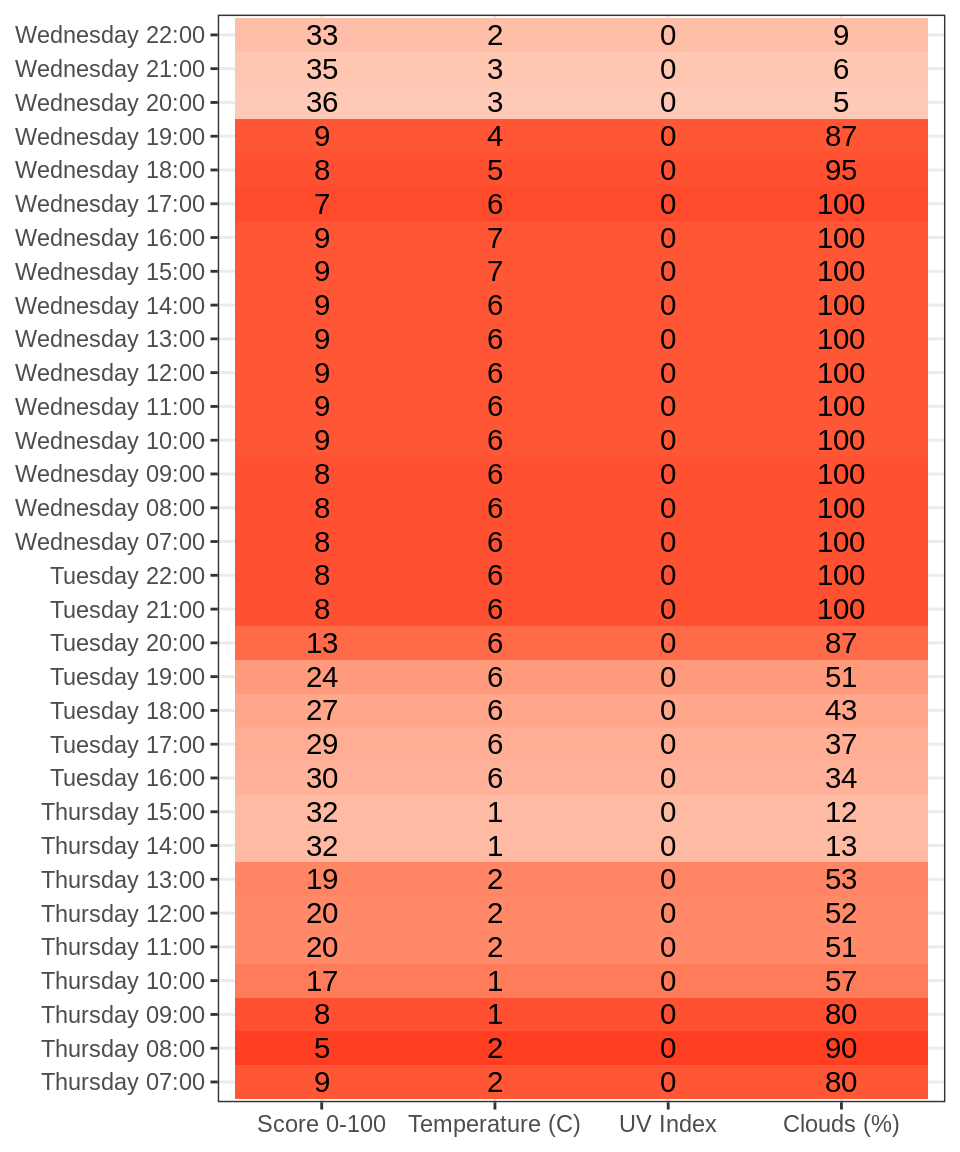 Wednesday 22:00 33 2 0 9
Wednesday 21:00 35 3 0 6
Wednesday 20:00 36 3 0 5
Wednesday 19:00 9 4 0 87
Wednesday 18:00 8 5 0 95
Wednesday 17:00 7 6 0 100
Wednesday 16:00 9 7 0 100
Wednesday 15:00 9 7 0 100
Wednesday 14:00 9 6 0 100
Wednesday 13:00 9 6 0 100
Wednesday 12:00 9 6 0 100
Wednesday 11:00 9 6 0 100
Wednesday 10:00 9 6 0 100
Wednesday 09:00 8 6 0 100
Wednesday 08:00 8 6 0 100
Wednesday 07:00 8 6 0 100
Tuesday 22:00 8 6 0 100
Tuesday 21:00 8 6 0 100
Tuesday 20:00 13 6 0 87
Tuesday 19:00 24 6 0 51
Tuesday 18:00 27 6 0 43
Tuesday 17:00 29 6 0 37
Tuesday 16:00 30 6 0 34
Thursday 15:00 32 1 0 12
Thursday 14:00 32 1 0 13
Thursday 13:00 19 2 0 53
Thursday 12:00 20 2 0 52
Thursday 11:00 20 2 0 51
Thursday 10:00 17 1 0 57
Thursday 09:00 8 1 0 80
Thursday 08:00 5 2 0 90
Thursday 07:00 9 2 0 80
Score 0-100 Temperature (C) UV Index Clouds (%)